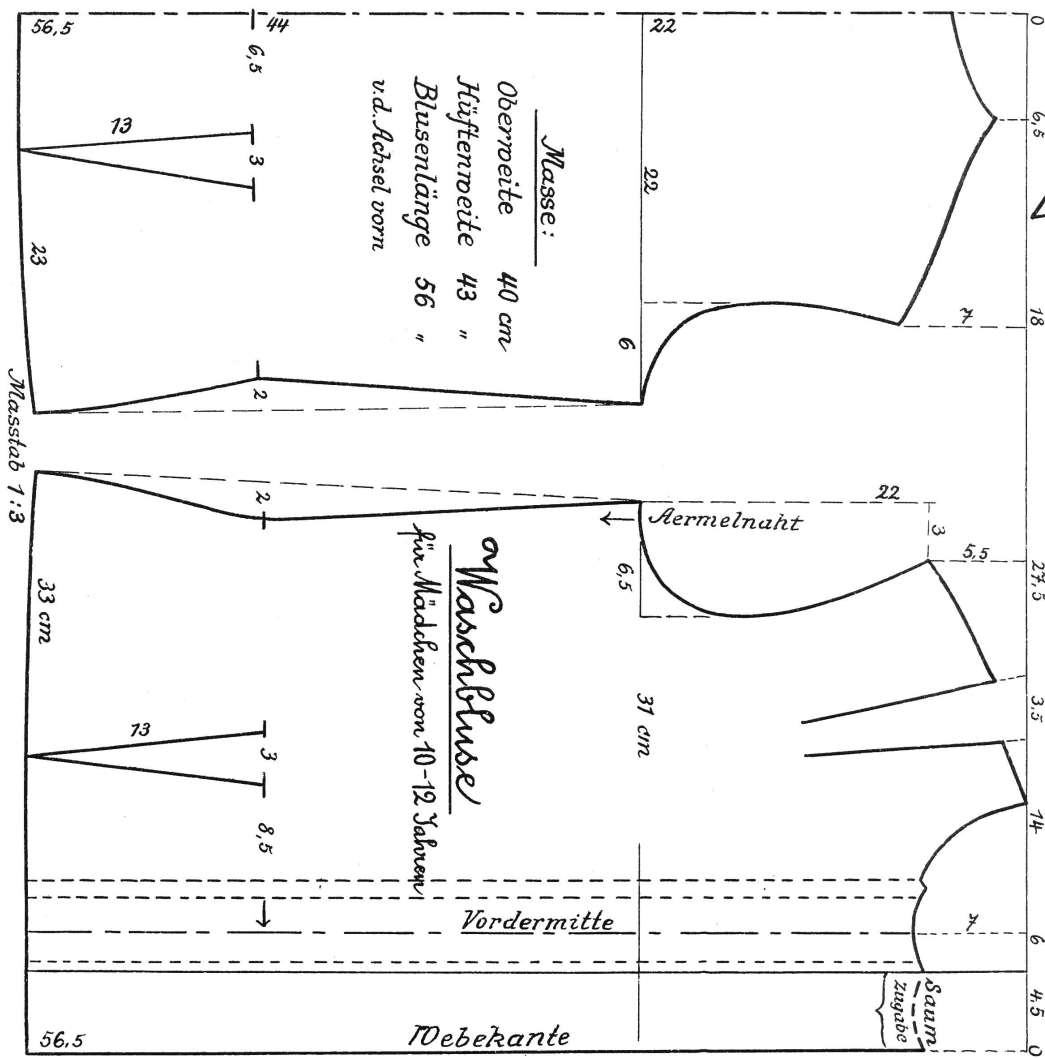 Masse:
Oberweite 40 cm
Hüftenweite 43 "
Blusenlänge 56 "
v.d. Achsel vorn
Waschbluse
für Mädchen von 10-12 Jahren
0
6,5
18
7
22
22
6
44
6,5
56,5
13
3
23
2
Masstab 1:3
22
3
5,5
27,5
← Aermelnaht
6,5
2
33 cm
31 cm
3,5
13
3
8,5
14
Vordermitte
7
6
Saum
Zugabe
4,5
0
56,5
Webekante